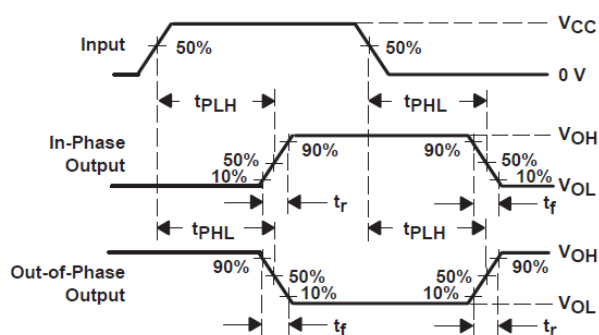 VCC
Input
50%
50%
0 V
tPLH
tPHL
In-Phase
Output
90%
90%
VOH
50%
50%
10%
10%
VOL
tr
tf
tPHL
tPLH
Out-of-Phase
Output
90%
90%
VOH
50%
50%
10%
10%
VOL
tf
tr